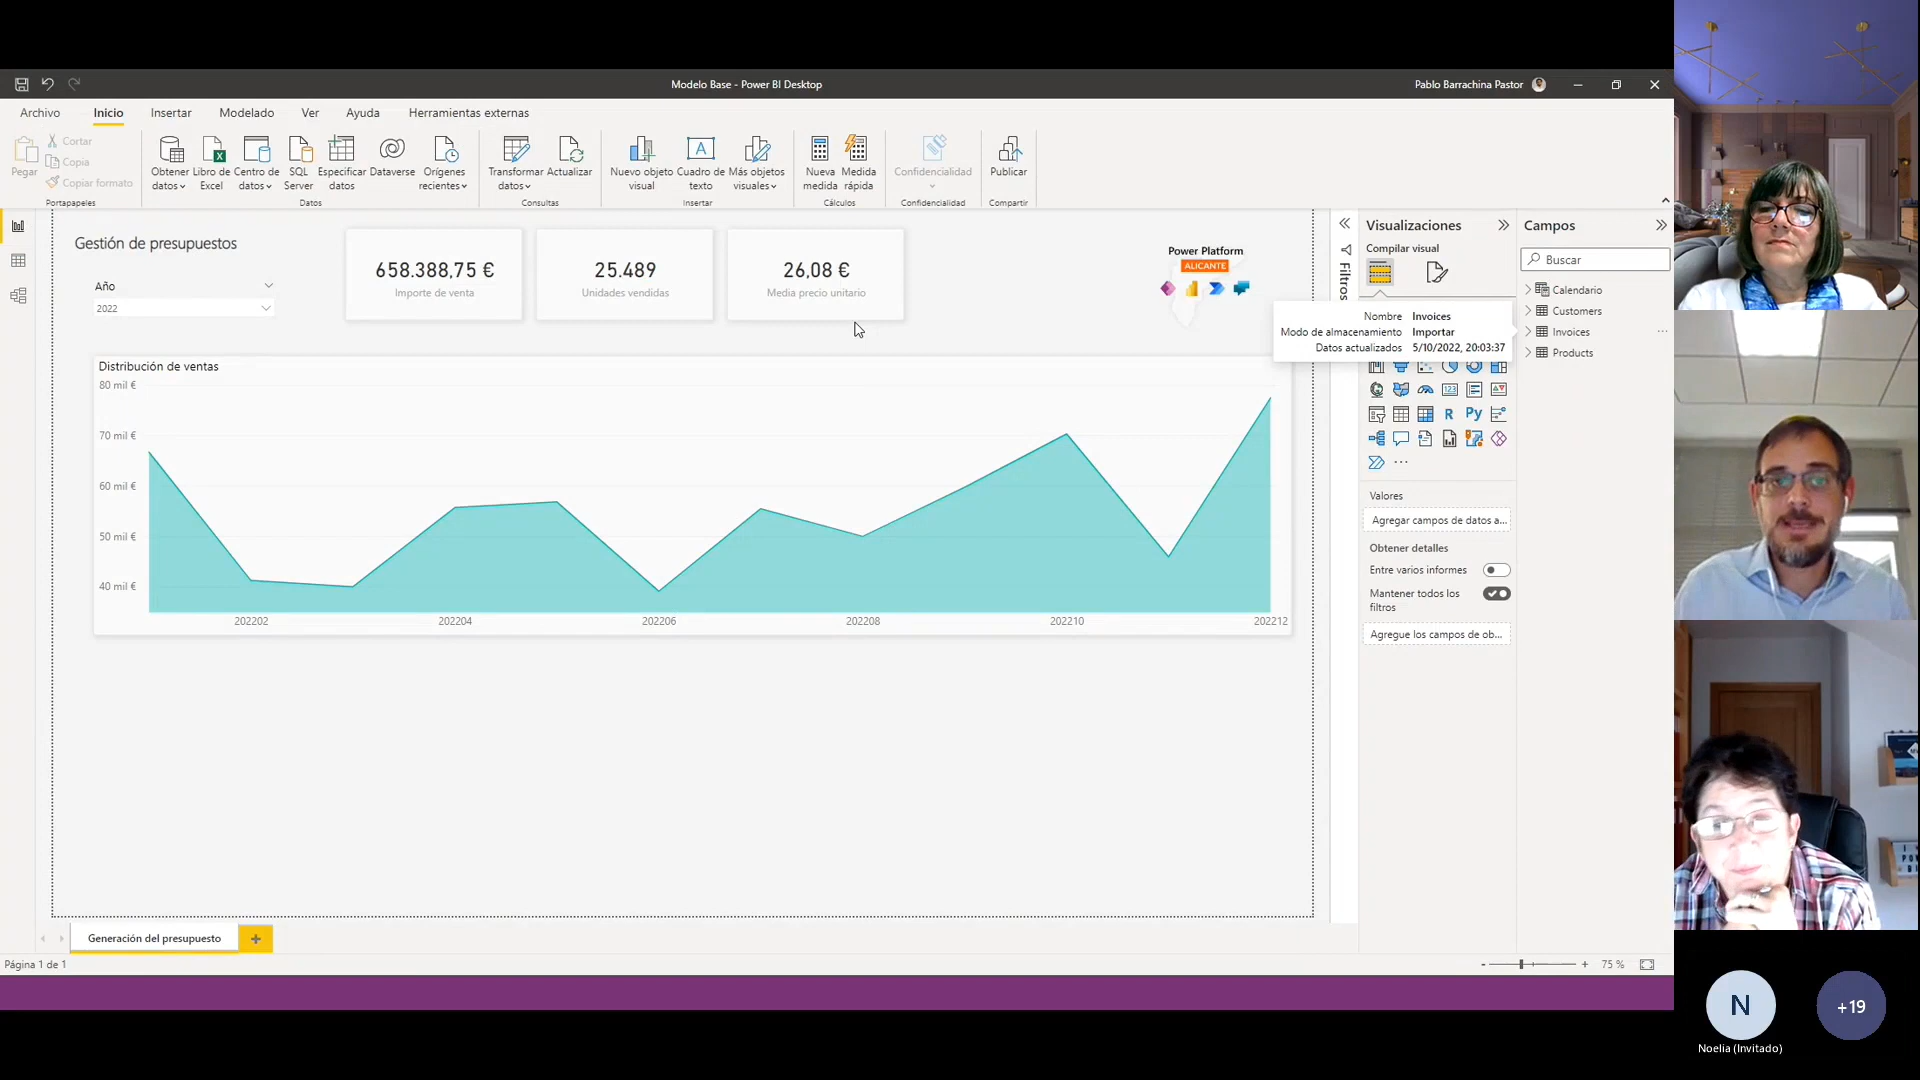 Modelo Base - Power BI Desktop
Pablo Barrachina Pastor
Archivo
Inicio
Insertar
Modelado
Ver
Ayuda
Herramientas externas
Pegar
Cortar
Copia
Copiar formato
Portapapeles
Obtener datos
Libro de Excel
Centro de datos
SQL Server
Especificar datos
Dataverse
Orígenes recientes
Datos
Transformar datos
Actualizar
Consultas
Nuevo objeto visual
Cuadro de texto
Más objetos visuales
Insertar
Nueva medida
Medida rápida
Cálculos
Confidencialidad
Confidencialidad
Publicar
Compartir
Gestión de presupuestos
Año
2022
658.388,75 €
Importe de venta
25.489
Unidades vendidas
26,08 €
Media precio unitario
Power Platform
ALICANTE
Distribución de ventas
80 mil €
70 mil €
60 mil €
50 mil €
40 mil €
202202
202204
202206
202208
202210
202212
Filtros
Visualizaciones
Compilar visual
Nombre Invoices
Modo de almacenamiento Importar
Datos actualizados 5/10/2022, 20:03:37
123
R
Py
Valores
Agregar campos de datos a...
Obtener detalles
Entre varios informes
Mantener todos los
filtros
Agregue los campos de ob...
Campos
Buscar
Calendario
Customers
Invoices
Products
Generación del presupuesto
Página 1 de 1
75 %
N
+19
Noelia (Invitado)